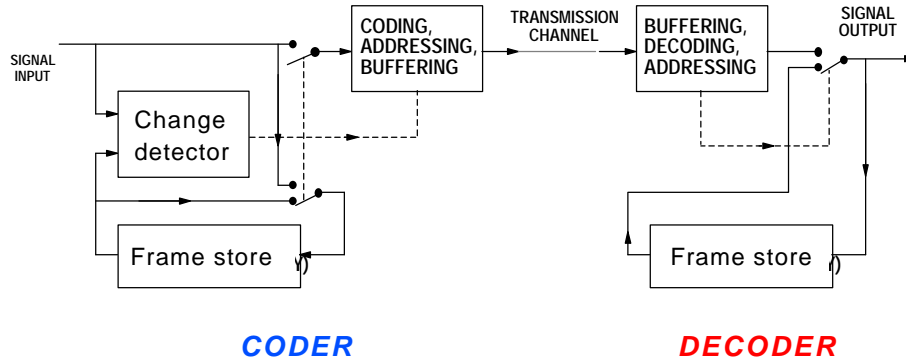 SIGNAL
INPUT
CODING,
ADDRESSING,
BUFFERING
TRANSMISSION
CHANNEL
BUFFERING,
DECODING,
ADDRESSING
SIGNAL
OUTPUT
Change
detector
Frame store
Frame store
CODER
DECODER